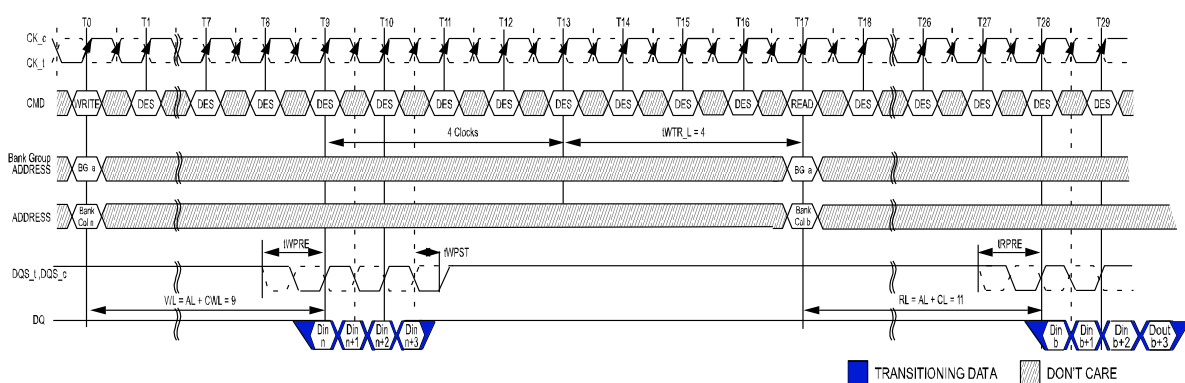 T0 T1 T7 T8 T9 T10 T11 T12 T13 T14 T15 T16 T17 T18 T26 T27 T28 T29
CK_c
CK_t
CMD WRITE DES DES DES DES DES DES DES DES DES DES DES READ DES DES DES DES DES
4 Clocks tWTR_L = 4
Bank Group
ADDRESS BG a BG a
ADDRESS Bank Col n Bank Col b
tWPRE tWPST tRPRE
DQS_t ,DQS_c
WL = AL + CWL = 9 RL = AL + CL = 11
DQ Din n Din n+1 Din n+2 Din n+3 Din b Din b+1 Din b+2 Dout b+3
TRANSITIONING DATA DON'T CARE